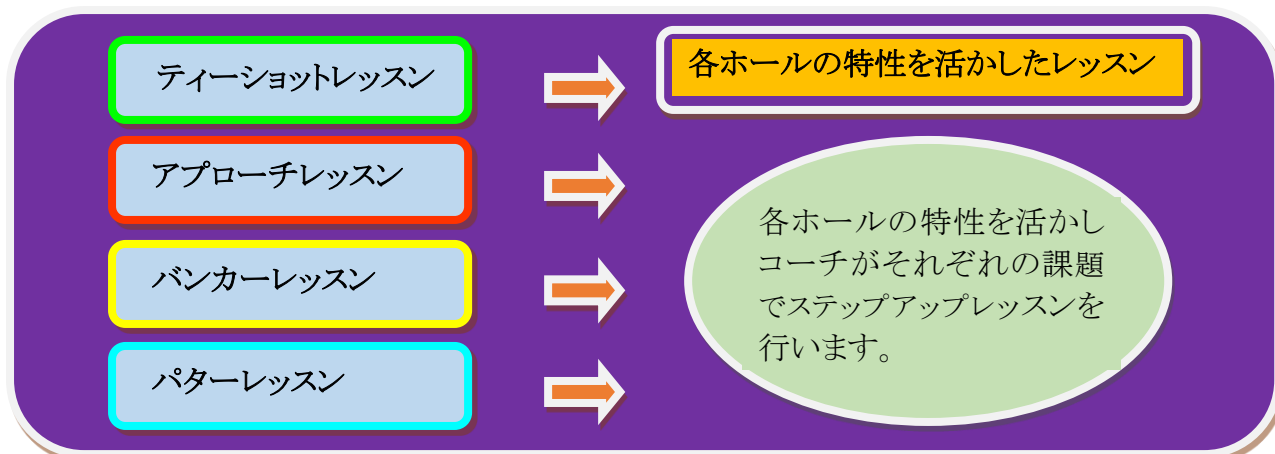 ティーショットレッスン
アプローチレッスン
バンカーレッスン
パターレッスン
各ホールの特性を活かしたレッスン
各ホールの特性を活かし
コーチがそれぞれの課題
でステップアップレッスンを
行います。